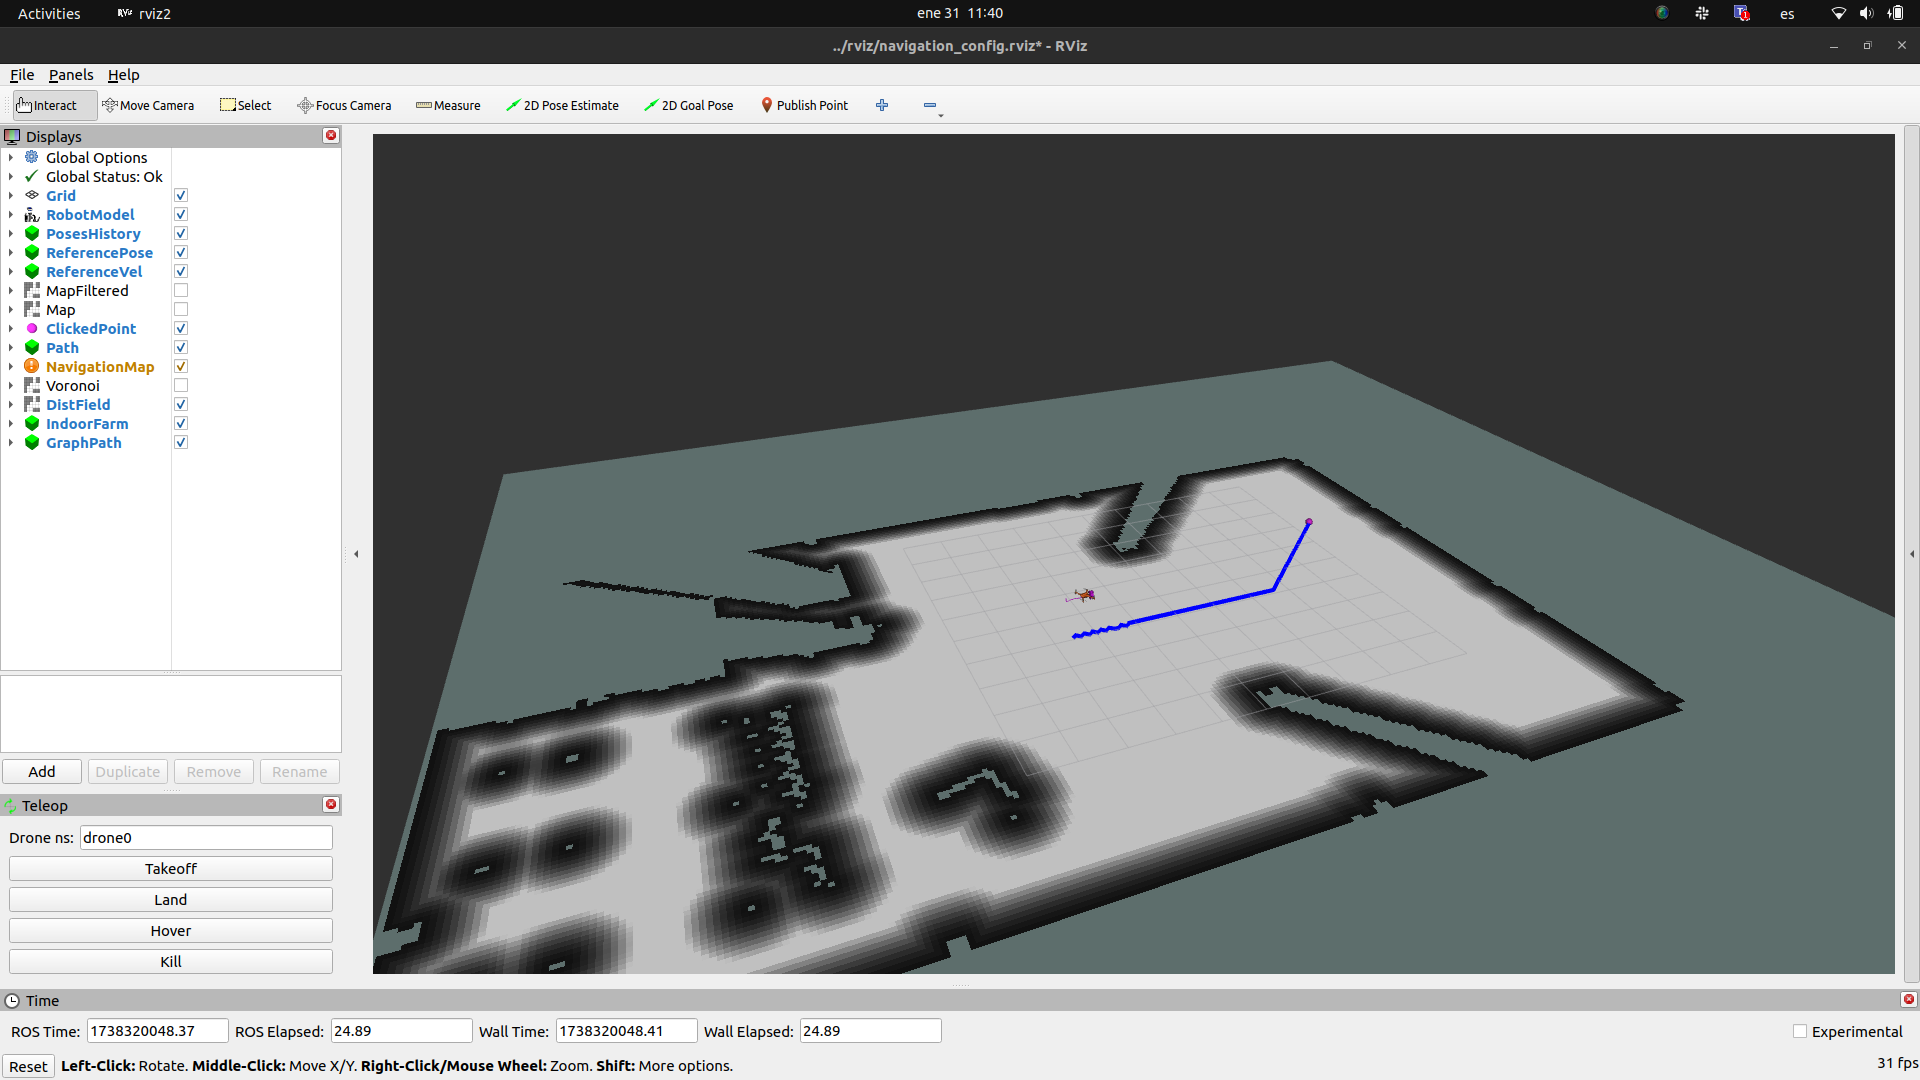 Activities rviz2 ene 31 11:40 es
../rviz/navigation_config.rviz* - RViz
File Panels Help
Interact Move Camera Select Focus Camera Measure 2D Pose Estimate 2D Goal Pose Publish Point
Displays
Global Options
Global Status: Ok
Grid
RobotModel
PosesHistory
ReferencePose
ReferenceVel
MapFiltered
Map
ClickedPoint
Path
NavigationMap
Voronoi
DistField
IndoorFarm
GraphPath
Add Duplicate Remove Rename
Teleop
Drone ns: drone0
Takeoff
Land
Hover
Kill
Time
ROS Time: 1738320048.37 ROS Elapsed: 24.89 Wall Time: 1738320048.41 Wall Elapsed: 24.89 Experimental
Reset Left-Click: Rotate. Middle-Click: Move X/Y. Right-Click/Mouse Wheel: Zoom. Shift: More options. 31 fps